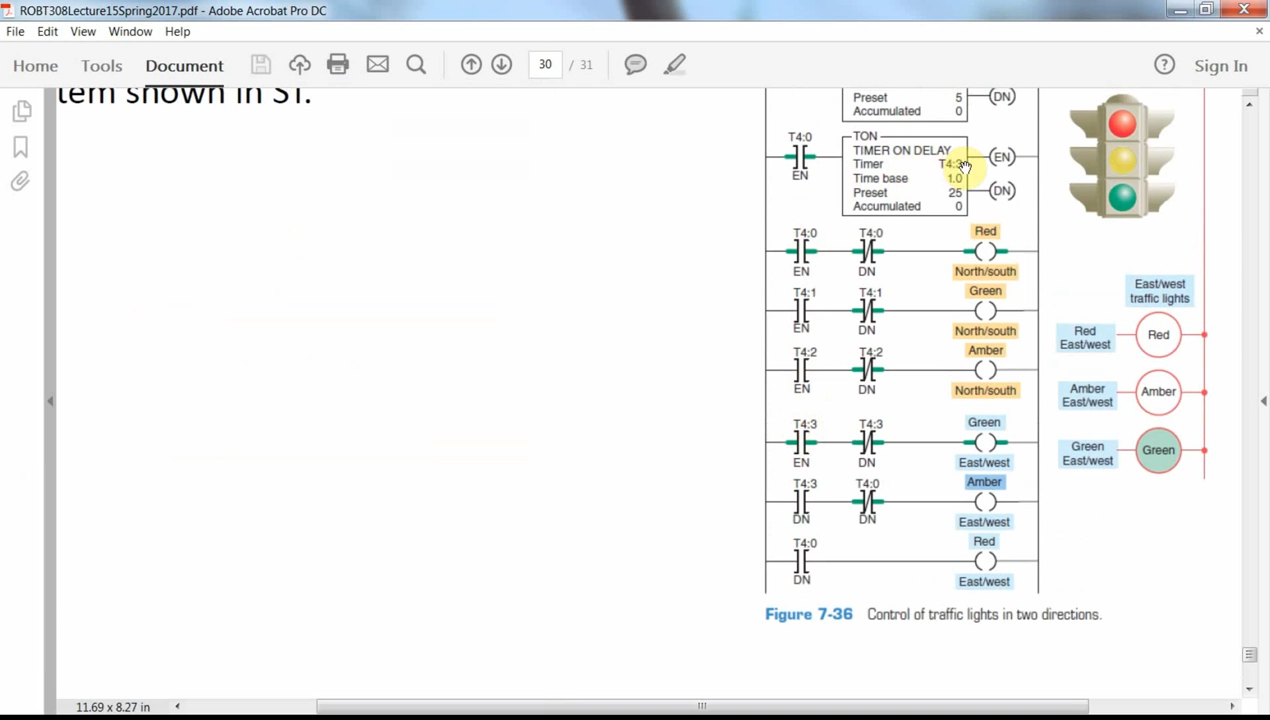 ROBT308Lecture15Spring2017.pdf - Adobe Acrobat Pro DC
File Edit View Window Help
Home Tools Document 30 / 31 Sign In
tem shown in ST.
Preset 5 (DN)
Accumulated 0
T4:0
EN
TON
TIMER ON DELAY (EN)
Timer T4:3
Time base 1.0
Preset 25 (DN)
Accumulated 0
T4:0 T4:0 Red
EN DN North/south
T4:1 T4:1 Green
EN DN North/south
T4:2 T4:2 Amber
EN DN North/south
T4:3 T4:3 Green
EN DN East/west
T4:3 T4:0 Amber
DN DN East/west
T4:0 Red
DN East/west
East/west
traffic lights
Red
East/west
Red
Amber
East/west
Amber
Green
East/west
Green
Figure 7-36 Control of traffic lights in two directions.
11.69 x 8.27 in